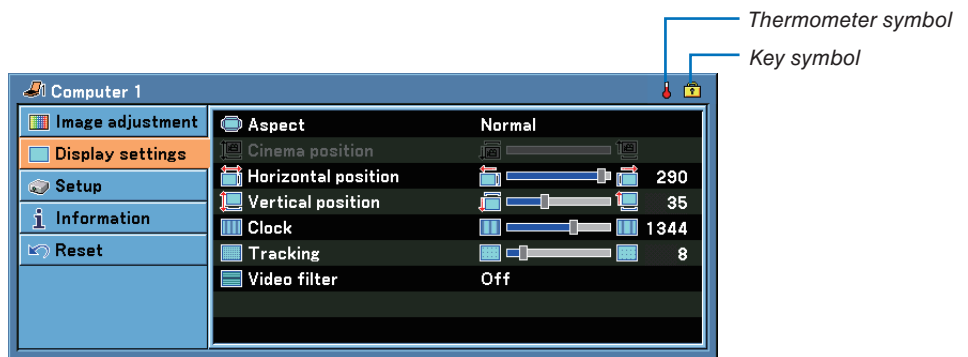 Thermometer symbol
Key symbol
Computer 1
Image adjustment
Display settings
Setup
Information
Reset
Aspect Normal
Cinema position
Horizontal position 290
Vertical position 35
Clock 1344
Tracking 8
Video filter Off